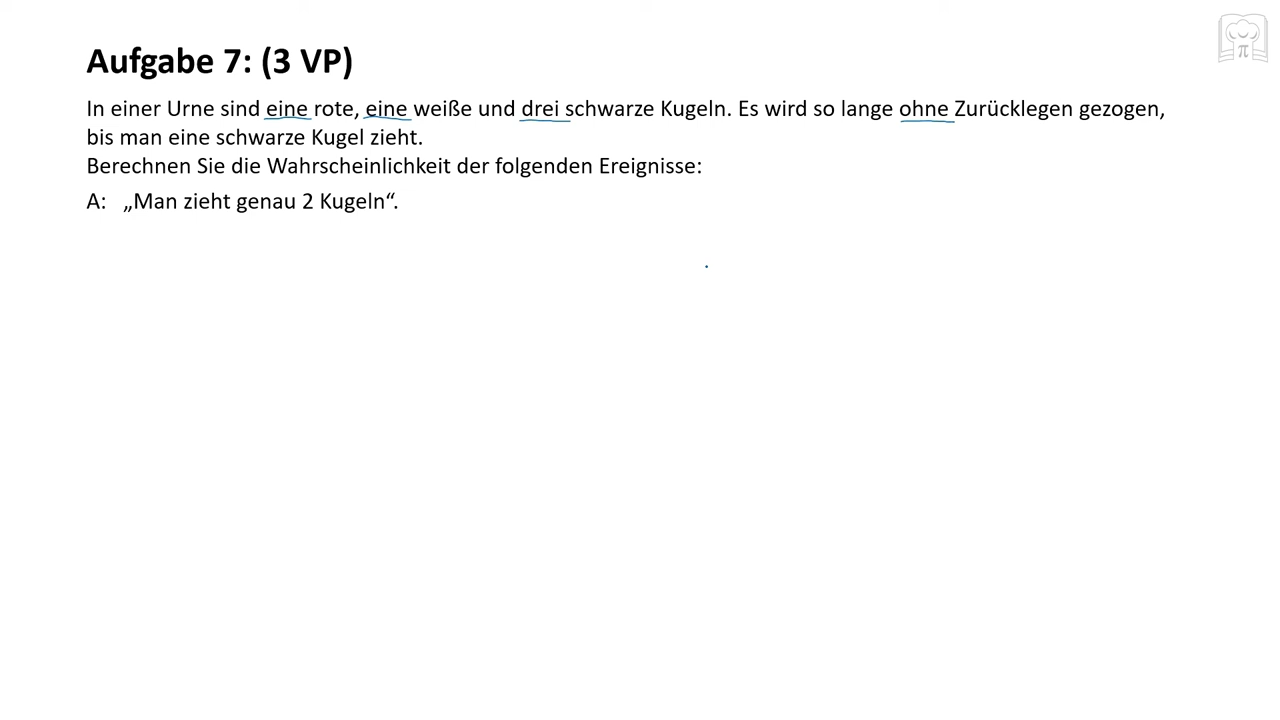 Aufgabe 7: (3 VP)
In einer Urne sind eine rote, eine weiße und drei schwarze Kugeln. Es wird so lange ohne Zurücklegen gezogen,
bis man eine schwarze Kugel zieht.
Berechnen Sie die Wahrscheinlichkeit der folgenden Ereignisse:
A: „Man zieht genau 2 Kugeln“.
π